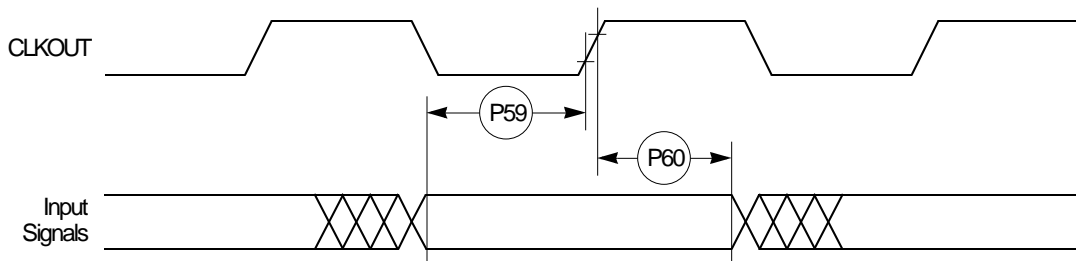 CLKOUT
P59
P60
Input
Signals